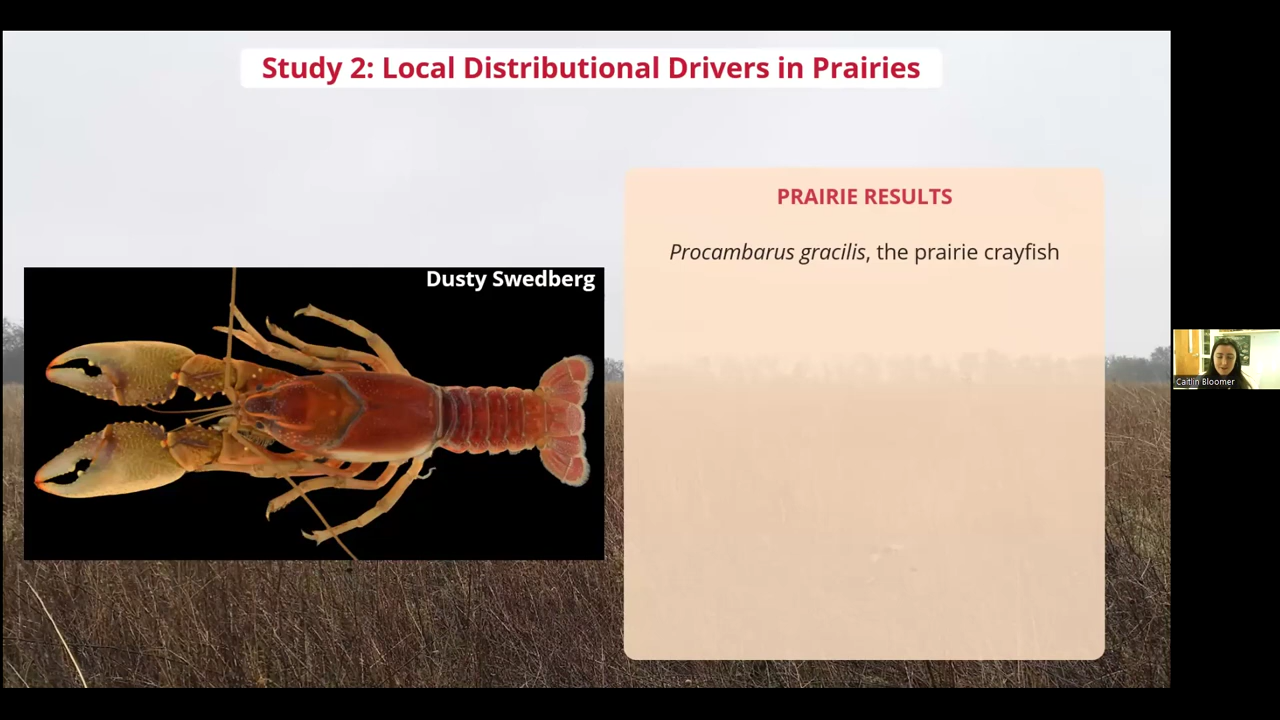 Study 2: Local Distributional Drivers in Prairies
PRAIRIE RESULTS
Procambarus gracilis, the prairie crayfish
Dusty Swedberg
Caitlin Bloomer